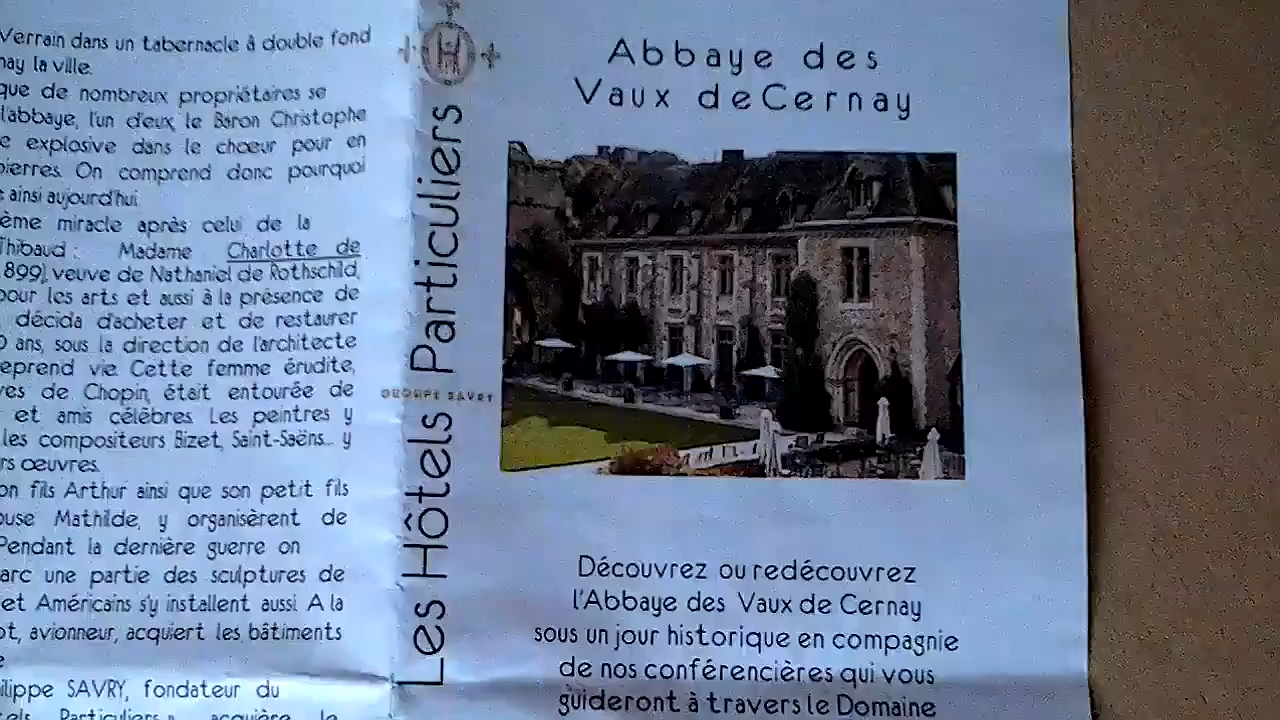 Verrain dans un tabernacle à double fond
nay la ville.
que de nombreux propriétaires se
l'abbaye, l'un d'eux, le Baron Christophe
e explosive dans le chœur pour en
pierres. On comprend donc pourquoi
ainsi aujourd'hui.
ème miracle après celui de la
Thibaud : Madame Charlotte de
899), veuve de Nathaniel de Rothschild,
pour les arts et aussi à la présence de
décida d'acheter et de restaurer
0 ans, sous la direction de l'architecte
eprend vie. Cette femme érudite,
ves de Chopin, était entourée de
et amis célèbres. Les peintres y
les compositeurs Bizet, Saint-Saëns... y
rs œuvres.
on fils Arthur ainsi que son petit fils
ouse Mathilde, y organisèrent de
Pendant la dernière guerre on
arc une partie des sculptures de
et Américains s'y installent aussi. A la
ot, avionneur, acquiert les bâtiments
e
ilippe SAVRY, fondateur du
tels Particuliers », acquière le
H
Les Hôtels Particuliers
GROUPE SAVRY
Abbaye des
Vaux deCernay
Découvrez ou redécouvrez
l'Abbaye des Vaux de Cernay
sous un jour historique en compagnie
de nos conférencières qui vous
guideront à travers le Domaine